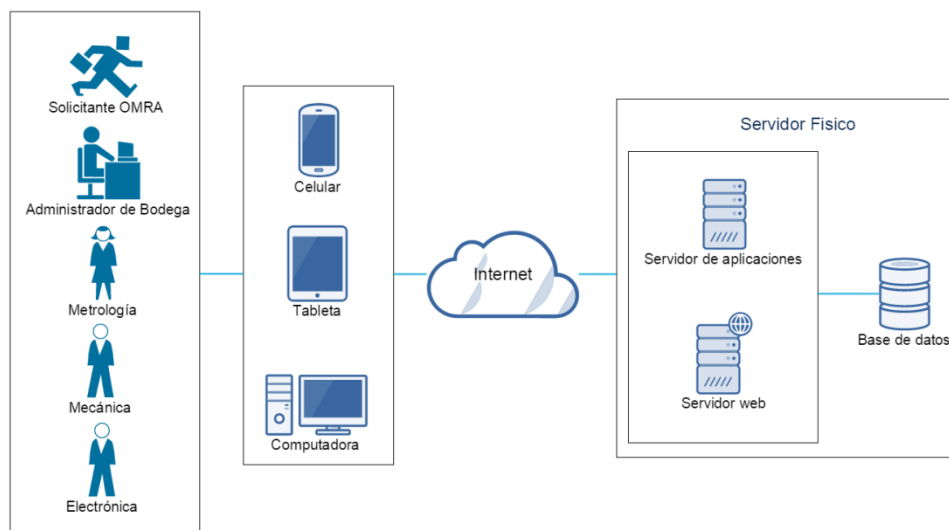 Solicitante OMRA
Administrador de Bodega
Metrología
Mecánica
Electrónica
Celular
Tableta
Computadora
Internet
Servidor Fisico
Servidor de aplicaciones
Servidor web
Base de datos